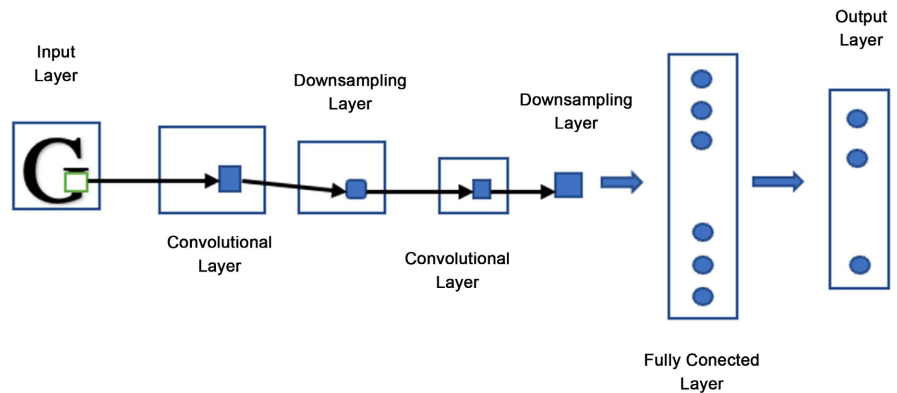 Input
Layer
G
Convolutional
Layer
Downsampling
Layer
Convolutional
Layer
Downsampling
Layer
Fully Conected
Layer
Output
Layer